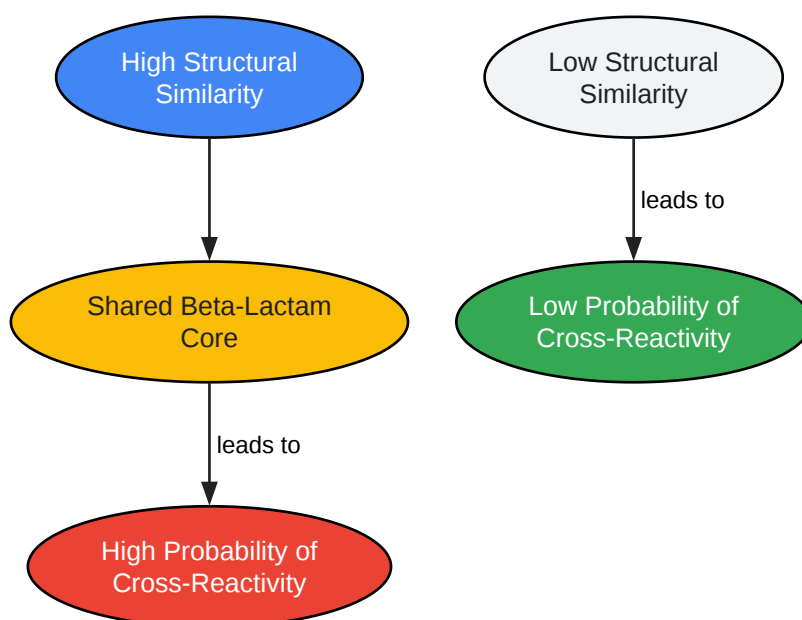 High Structural
Similarity
Shared Beta-Lactam
Core
leads to
High Probability of
Cross-Reactivity
Low Structural
Similarity
leads to
Low Probability of
Cross-Reactivity